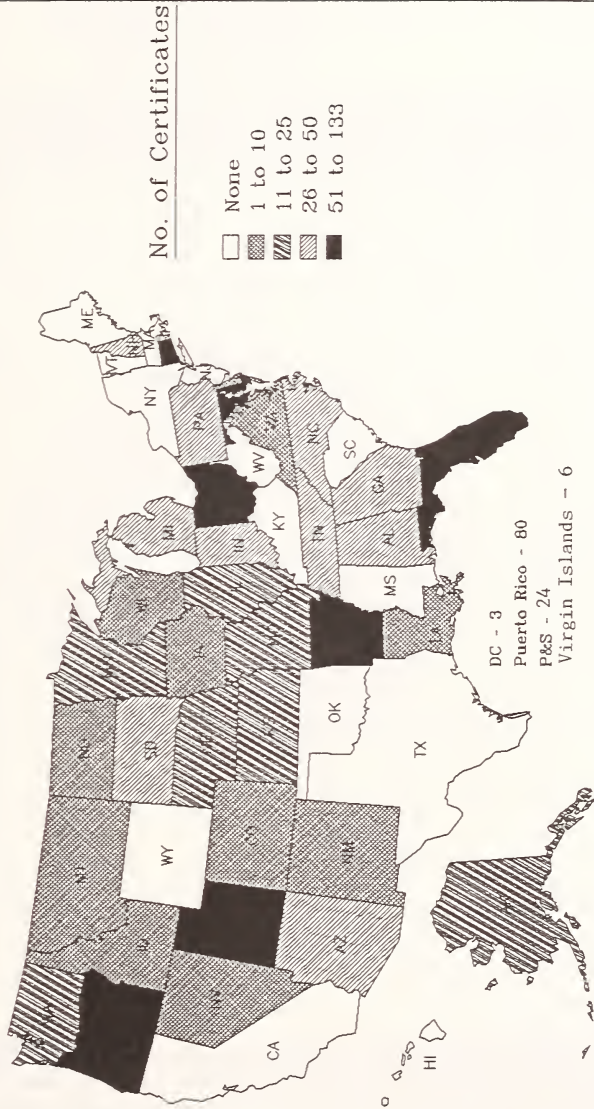 No. of Certificates
None
1 to 10
11 to 25
26 to 50
51 to 133
ME
VT
NH
MA
NY
NJ
PA
VA
WV
NC
SC
KY
TN
GA
AL
MS
MI
IN
WI
IA
LA
ND
SD
OK
TX
MT
WY
CO
NM
ID
NV
AZ
CA
WA
HI
DC - 3
Puerto Rico - 80
P&S - 24
Virgin Islands - 6